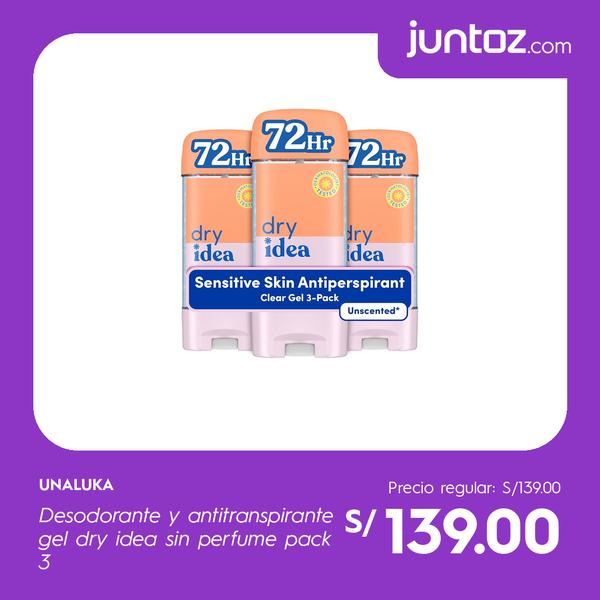 juntoz.com
72Hr
72Hr
72Hr
dry
idea
dry
idea
dry
idea
Sensitive Skin Antiperspirant
Clear Gel 3-Pack
Unscented*
UNALUKA
Precio regular: S/139.00
Desodorante y antitranspirante
gel dry idea sin perfume pack
3
S/ 139.00